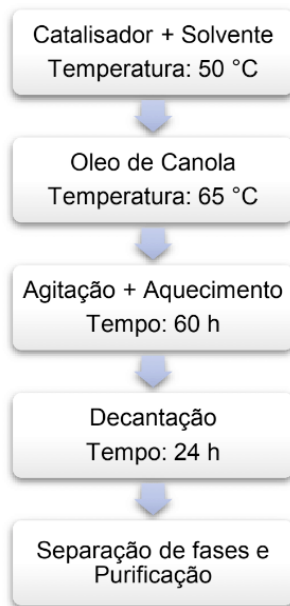 Catalisador + Solvente
Temperatura: 50 °C
Oleo de Canola
Temperatura: 65 °C
Agitação + Aquecimento
Tempo: 60 h
Decantação
Tempo: 24 h
Separação de fases e
Purificação